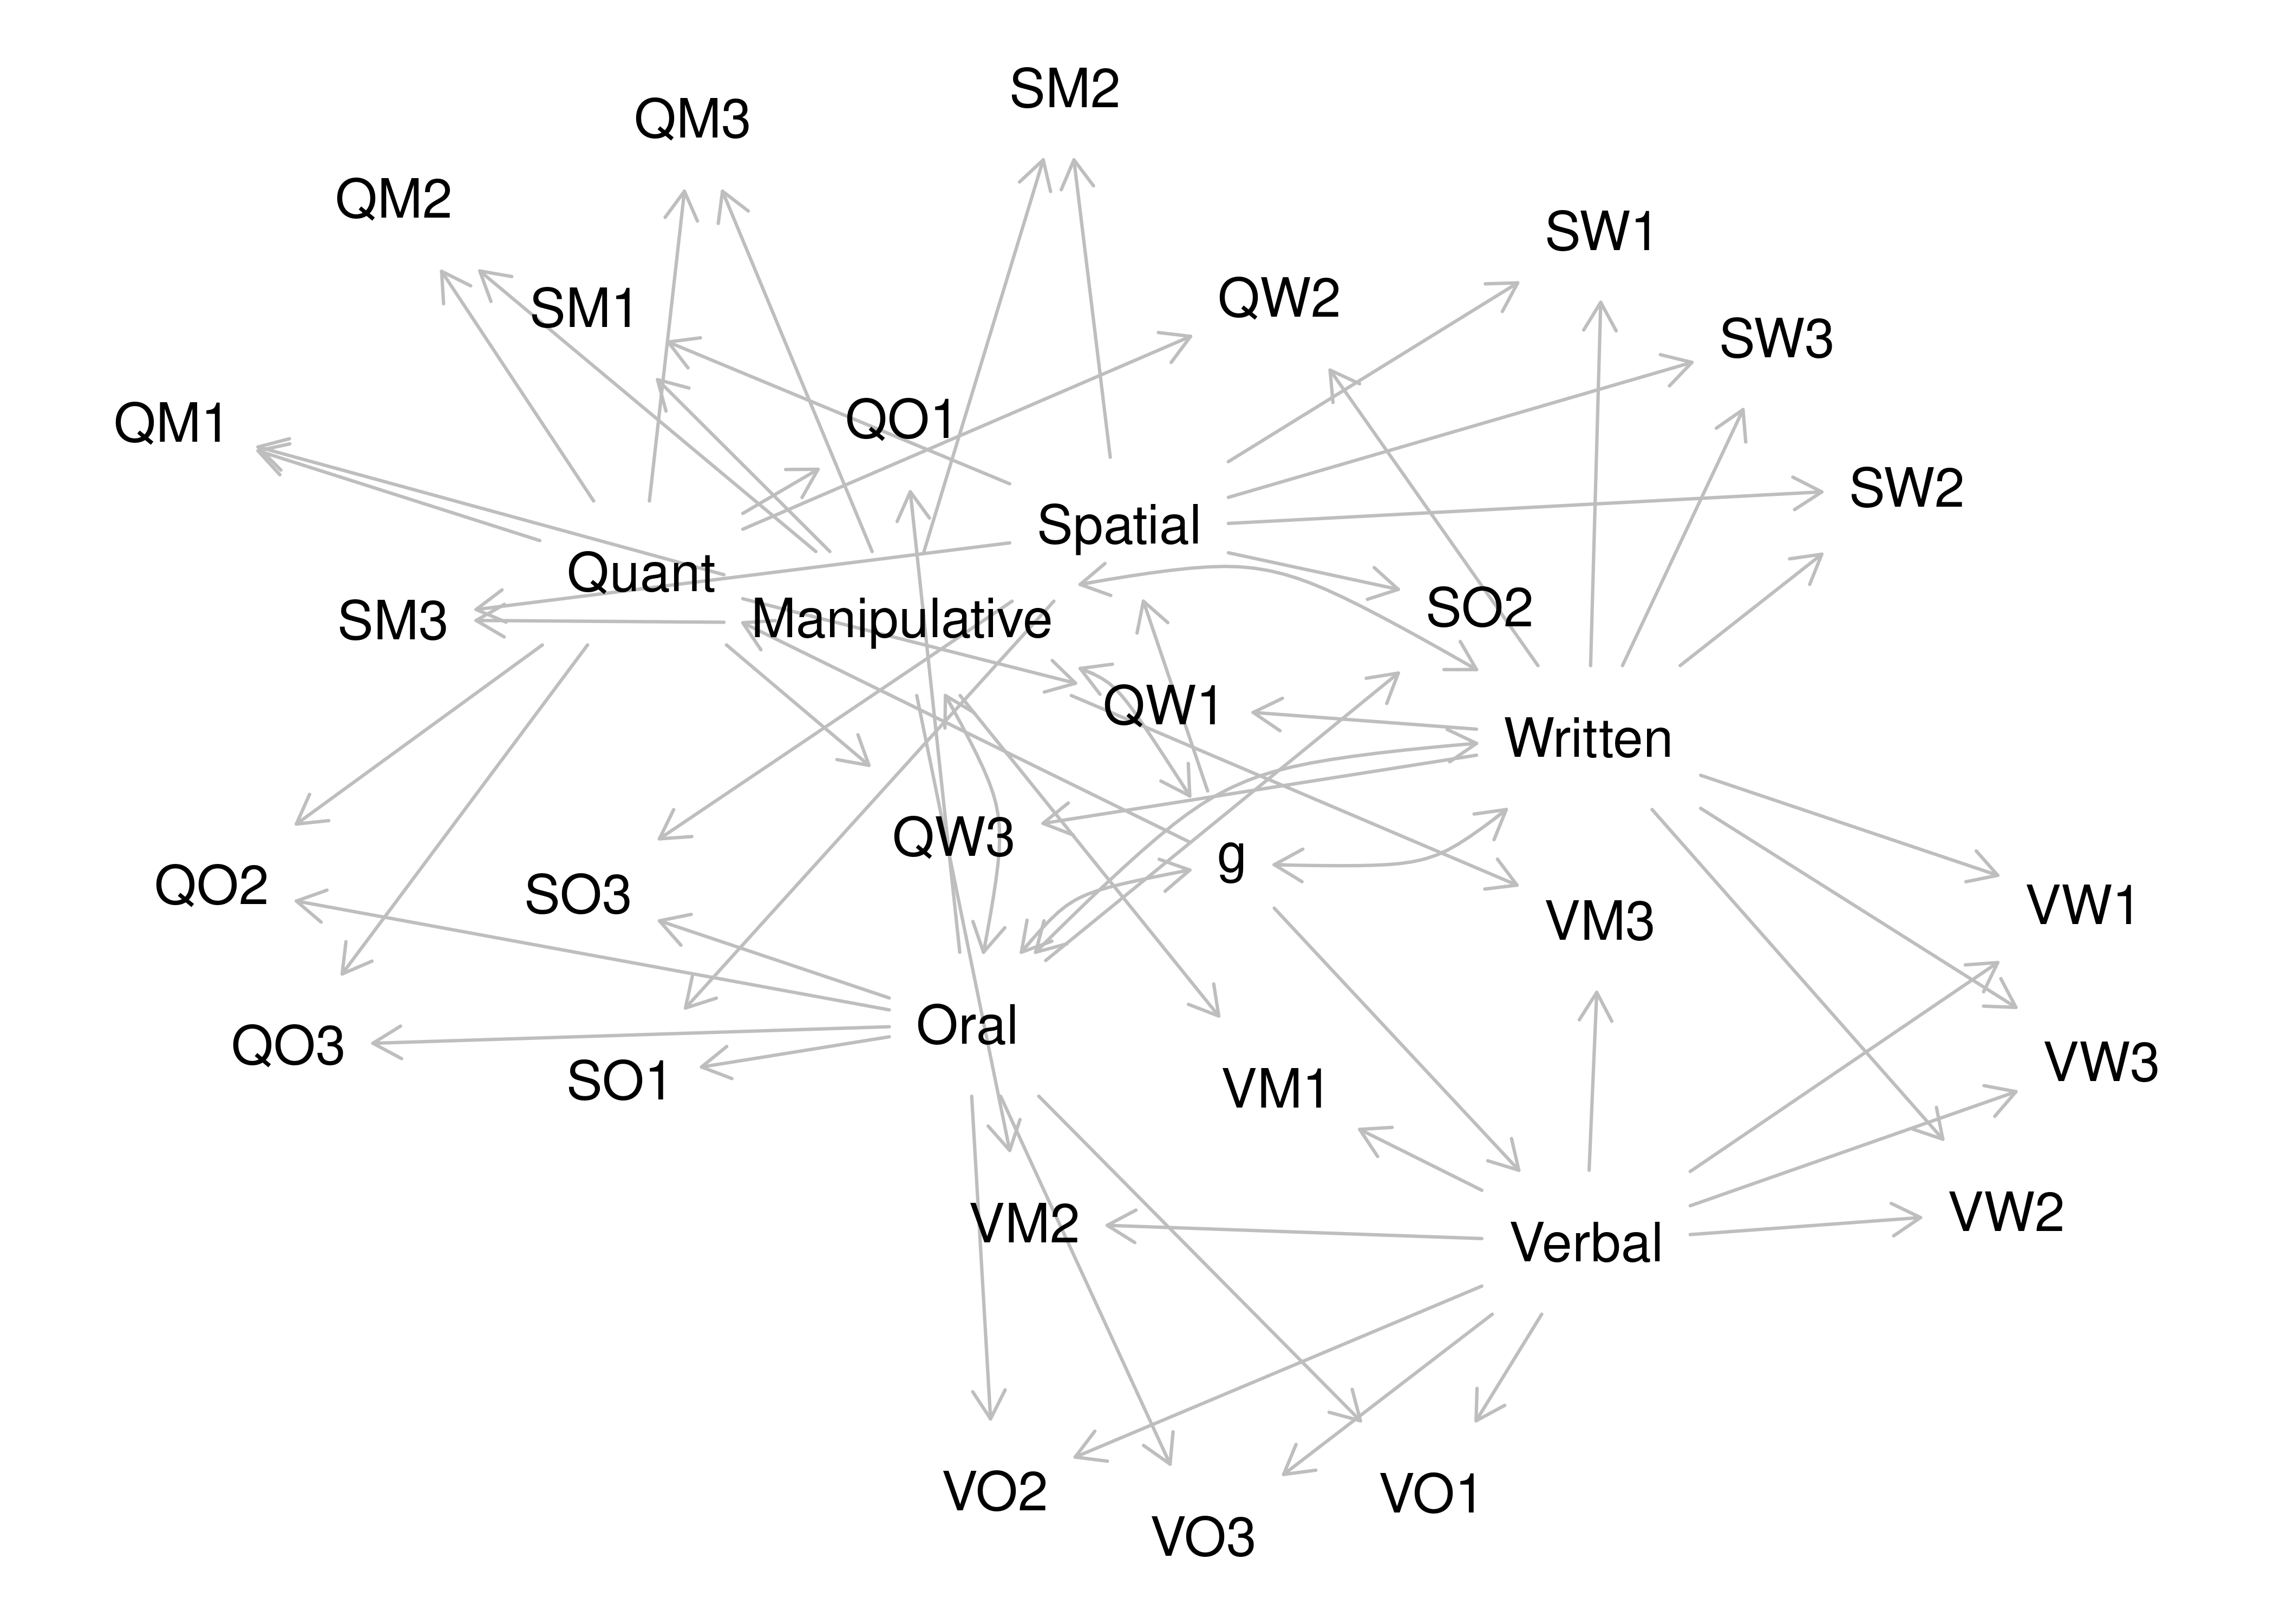 SM2
QM3
QM2
SW1
QW2
SM1
SW3
QO1
QM1
SW2
Spatial
Quant
SO2
Manipulative
SM3
QW1
Written
QW3
g
QO2
SO3
VW1
VM3
Oral
QO3
VW3
SO1
VM1
VW2
VM2
Verbal
VO2
VO1
VO3